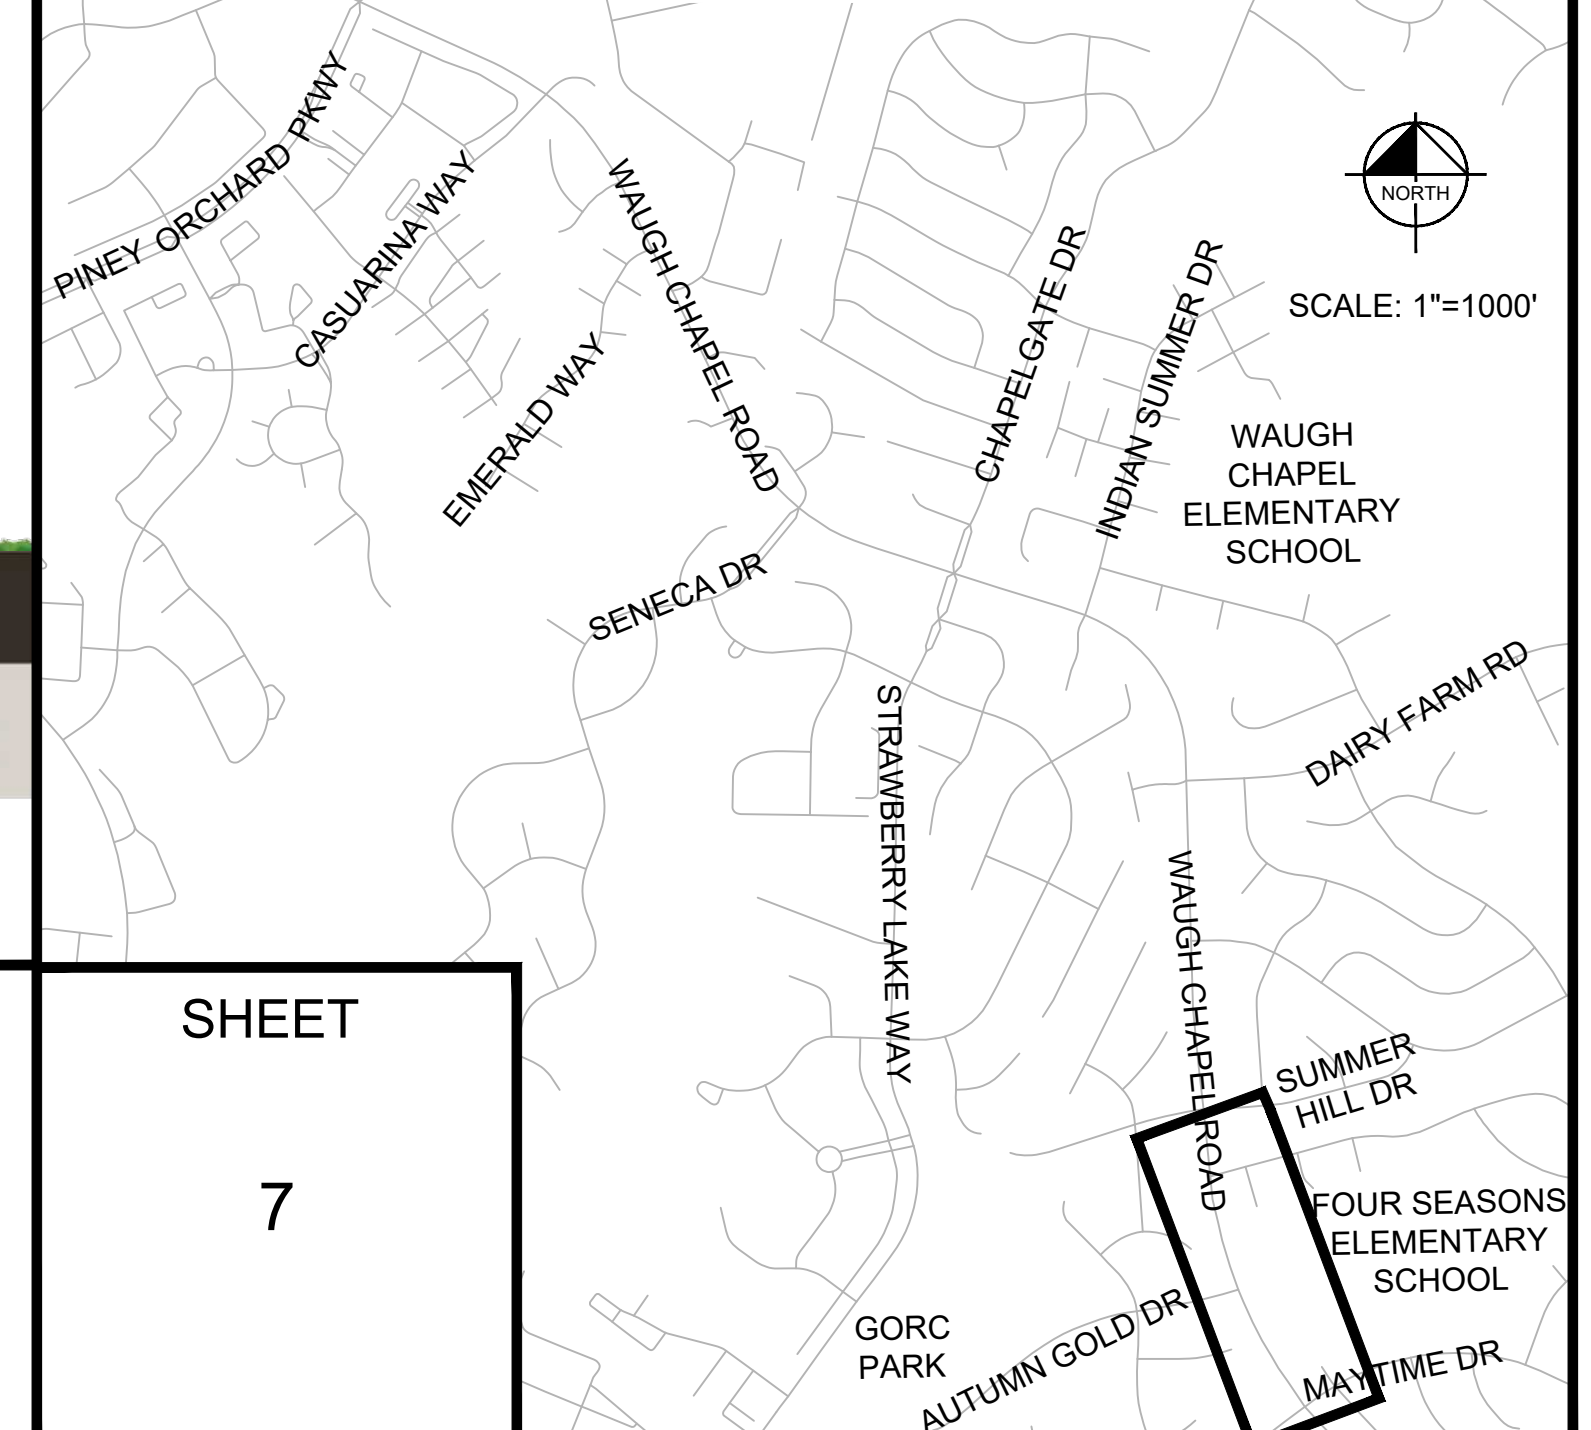 PINEY ORCHARD PKWY
CASUARINA WAY
EMERALD WAY
WAUGH CHAPEL ROAD
CHAPELGATE DR
INDIAN SUMMER DR
NORTH
SCALE: 1"=1000'
WAUGH
CHAPEL
ELEMENTARY
SCHOOL
SENECA DR
STRAWBERRY LAKE WAY
DAIRY FARM RD
WAUGH CHAPEL ROAD
SHEET
7
SUMMER
HILL DR
FOUR SEASONS
ELEMENTARY
SCHOOL
GORC
PARK
AUTUMN GOLD DR
MAYTIME DR